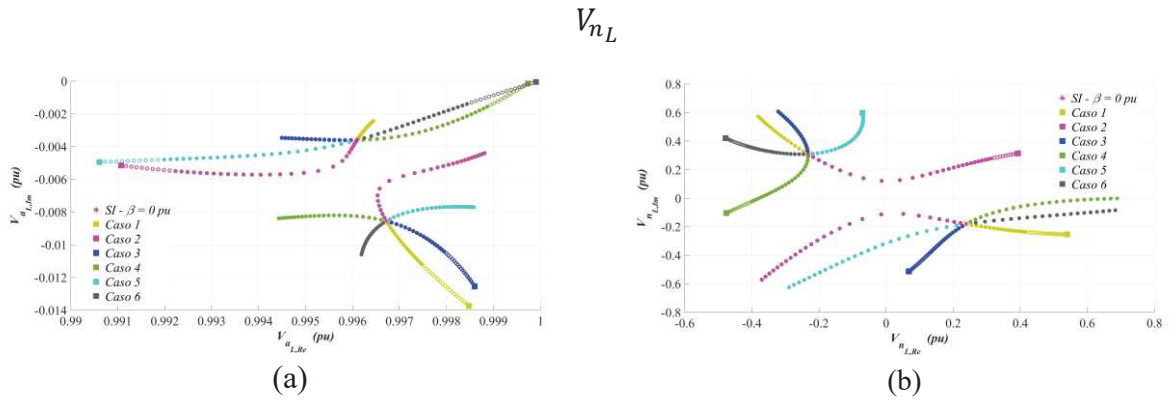 V_{n_L}
0
-0.002
-0.004
-0.006
-0.008
-0.01
-0.012
-0.014
V_{a_{L,Im}} (pu)
SI - β = 0 pu
Caso 1
Caso 2
Caso 3
Caso 4
Caso 5
Caso 6
0.99 0.991 0.992 0.993 0.994 0.995 0.996 0.997 0.998 0.999 1
V_{a_{L,Re}} (pu)
(a)
0.8
0.6
0.4
0.2
0
-0.2
-0.4
-0.6
-0.8
V_{n_{L,Im}} (pu)
SI - β = 0 pu
Caso 1
Caso 2
Caso 3
Caso 4
Caso 5
Caso 6
-0.6 -0.4 -0.2 0 0.2 0.4 0.6 0.8
V_{n_{L,Re}} (pu)
(b)